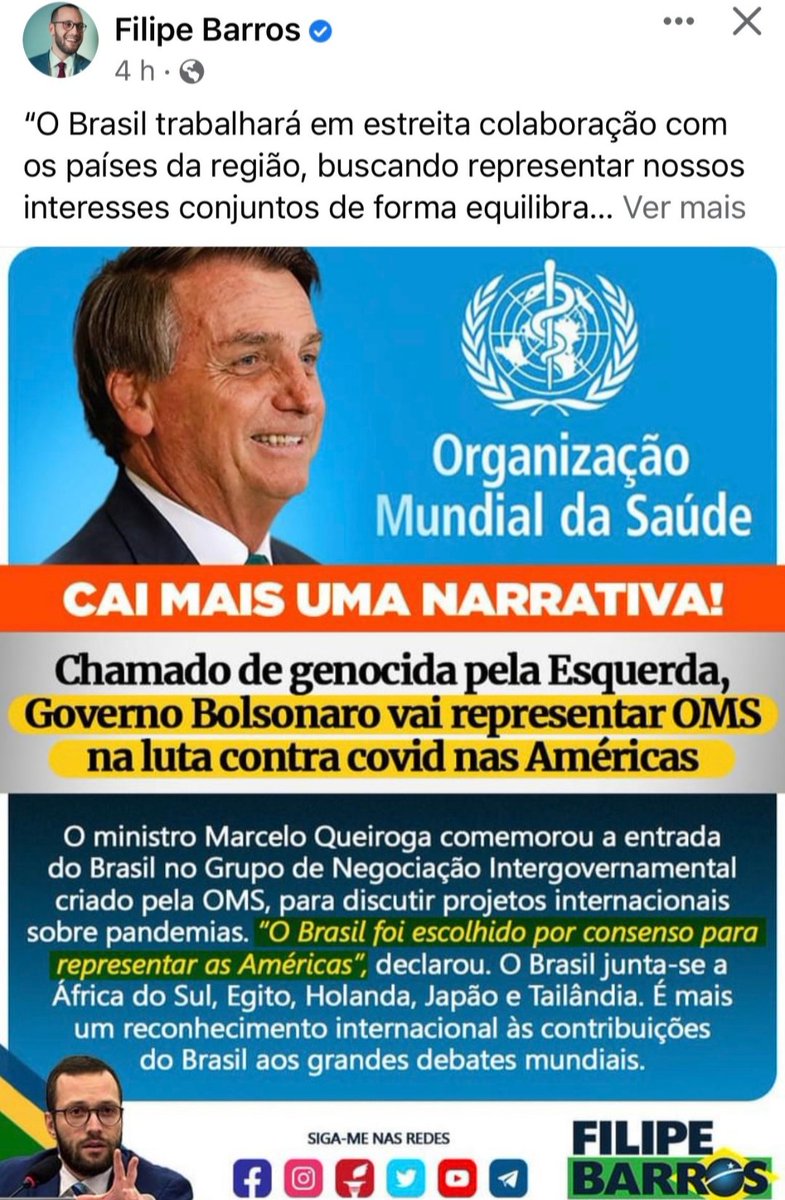 Filipe Barros
4 h
“O Brasil trabalhará em estreita colaboração com
os países da região, buscando representar nossos
interesses conjuntos de forma equilibra... Ver mais
Organização
Mundial da Saúde
CAI MAIS UMA NARRATIVA!
Chamado de genocida pela Esquerda,
Governo Bolsonaro vai representar OMS
na luta contra covid nas Américas
O ministro Marcelo Queiroga comemorou a entrada
do Brasil no Grupo de Negociação Intergovernamental
criado pela OMS, para discutir projetos internacionais
sobre pandemias. "O Brasil foi escolhido por consenso para
representar as Américas", declarou. O Brasil junta-se a
África do Sul, Egito, Holanda, Japão e Tailândia. É mais
um reconhecimento internacional às contribuições
do Brasil aos grandes debates mundiais.
SIGA-ME NAS REDES
FILIPE
BARROS